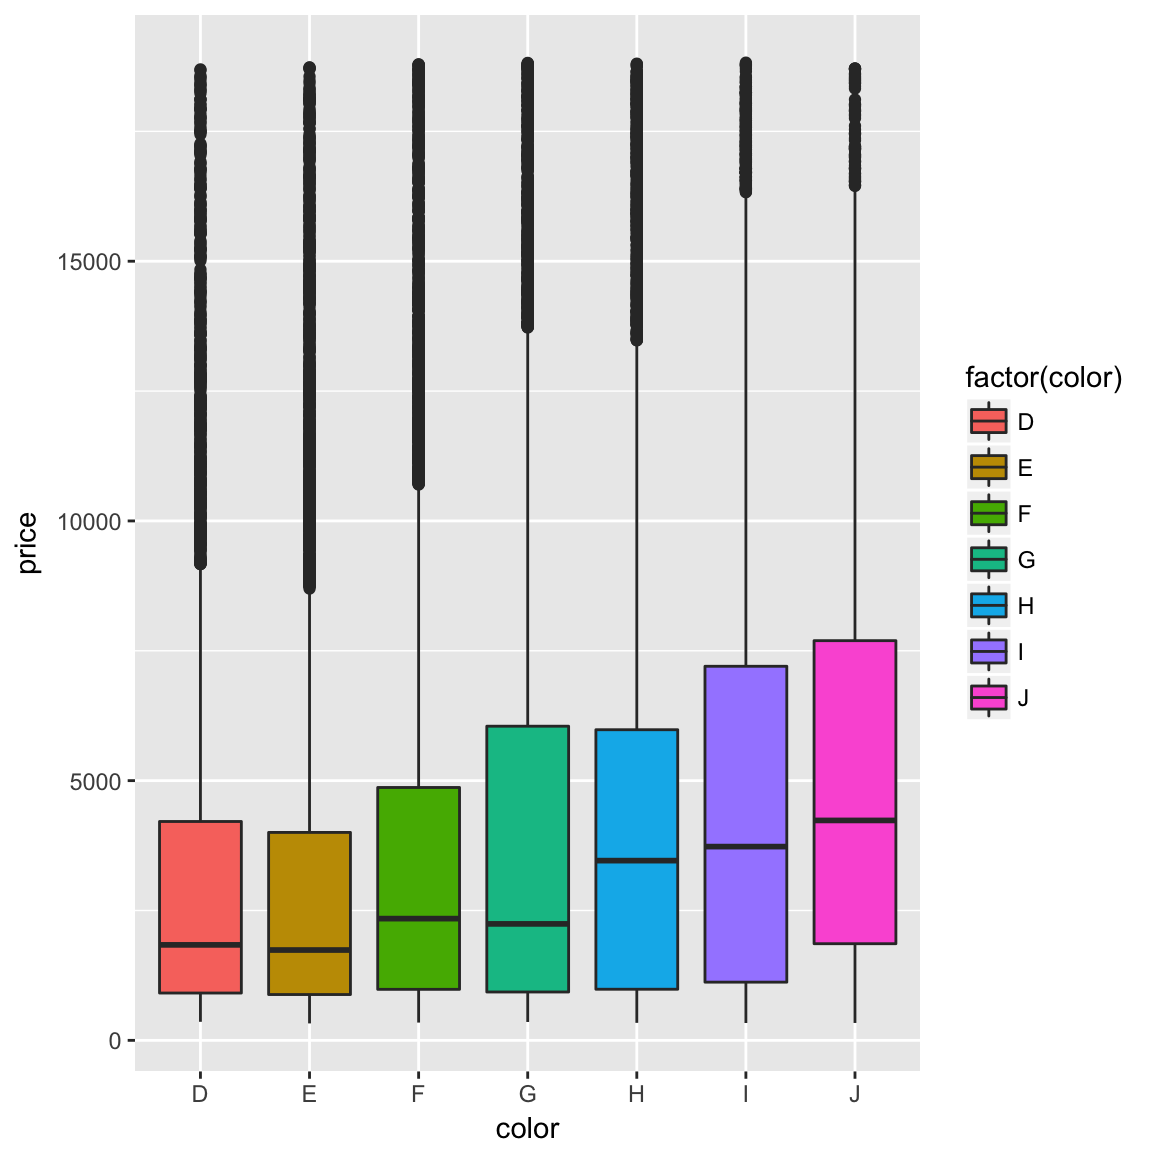 price
15000
10000
5000
0
D E F G H I J
color
factor(color)
D
E
F
G
H
I
J